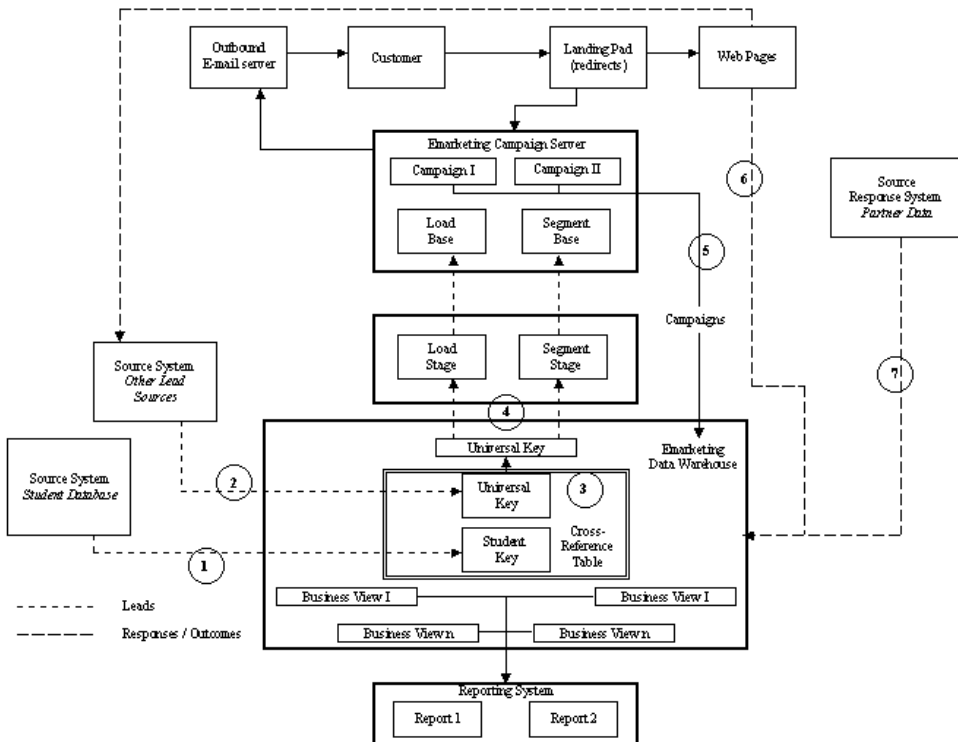 Outbound
E-mail server
Customer
Landing Pad
(redirects)
Web Pages
Emarketing Campaign Server
Campaign I
Campaign II
6
Source
Response System
Partner Data
Load
Base
Segment
Base
5
Campaigns
Load
Stage
Segment
Stage
7
Source System
Other Lead
Sources
4
Universal Key
Emarketing
Data Warehouse
Source System
Student Database
2
Universal
Key
3
Student
Key
Cross-
Reference
Table
1
Business View I
Business View I
Leads
Responses / Outcomes
Business View n
Business View n
Reporting System
Report 1
Report 2